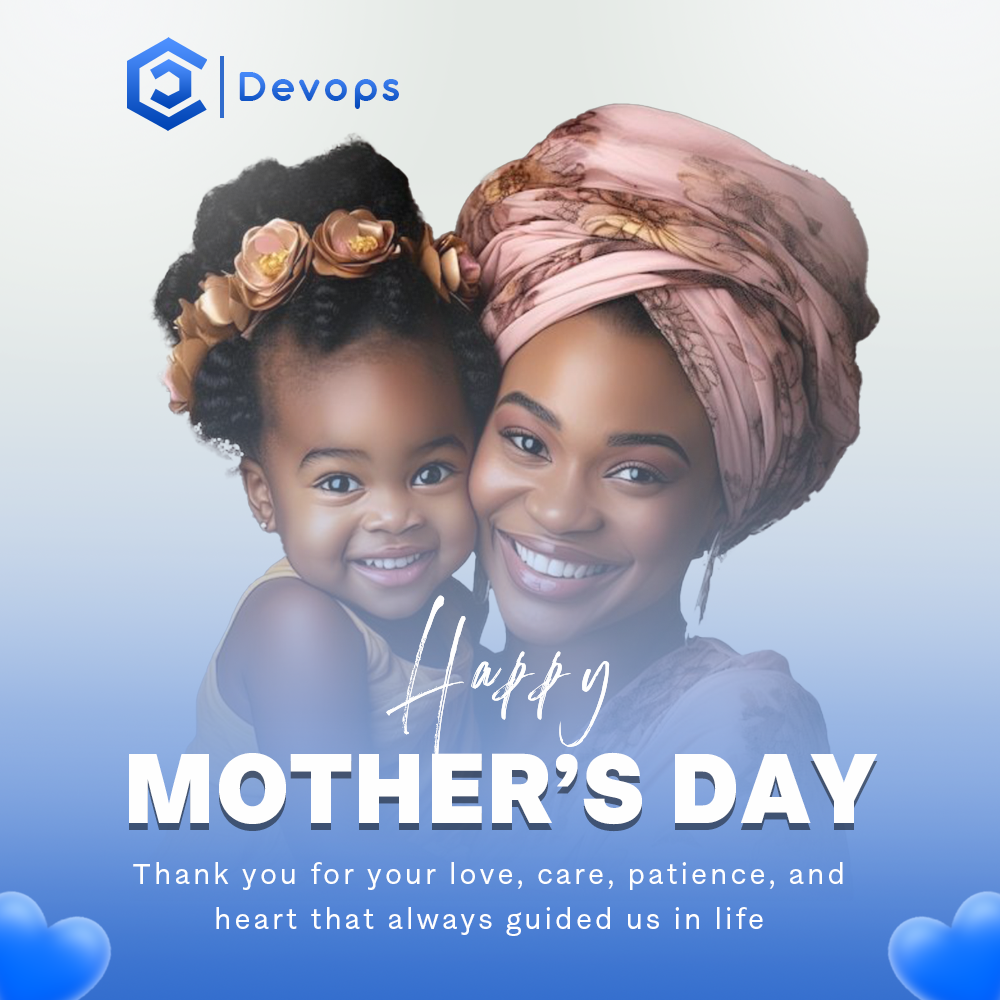 Devops
Happy
MOTHER’S DAY
Thank you for your love, care, patience, and
heart that always guided us in life